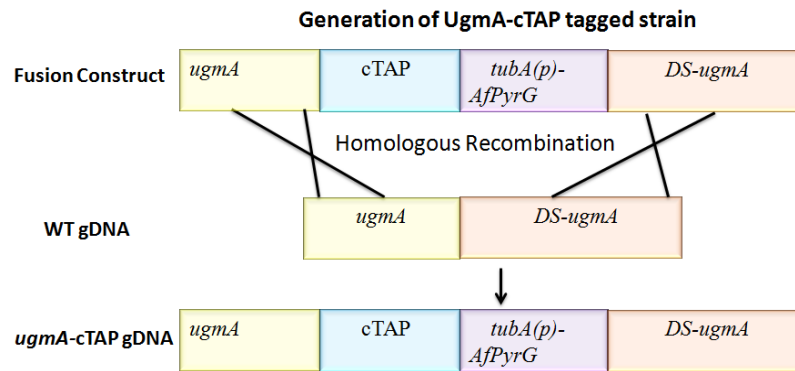 Generation of UgmA-cTAP tagged strain
Fusion Construct
ugmA
cTAP
tubA(p)-
AfPyrG
DS-ugmA
Homologous Recombination
WT gDNA
ugmA
DS-ugmA
ugmA-cTAP gDNA
ugmA
cTAP
tubA(p)-
AfPyrG
DS-ugmA